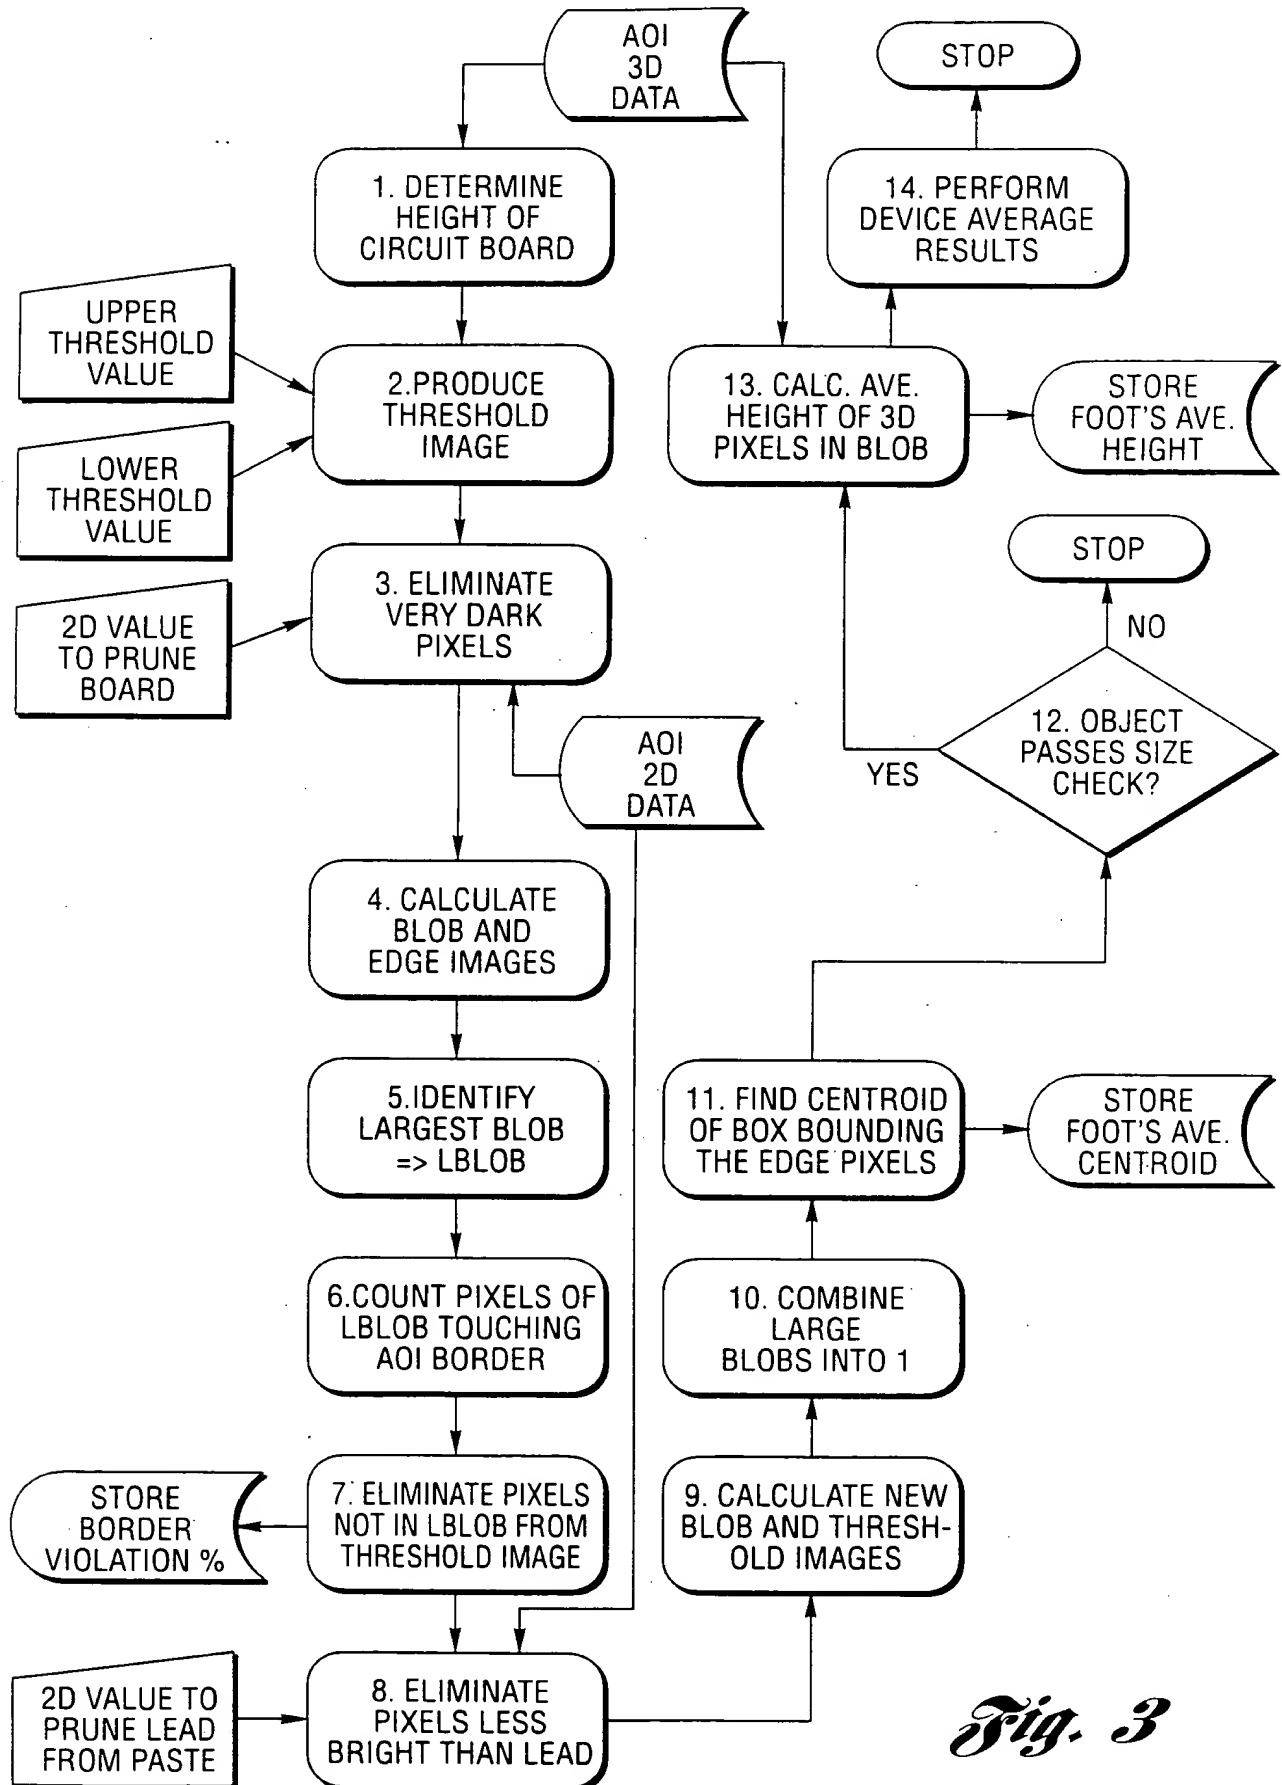 AOI
3D
DATA
STOP
1. DETERMINE
HEIGHT OF
CIRCUIT BOARD
14. PERFORM
DEVICE AVERAGE
RESULTS
UPPER
THRESHOLD
VALUE
2.PRODUCE
THRESHOLD
IMAGE
13. CALC. AVE.
HEIGHT OF 3D
PIXELS IN BLOB
STORE
FOOT'S AVE.
HEIGHT
LOWER
THRESHOLD
VALUE
STOP
3. ELIMINATE
VERY DARK
PIXELS
2D VALUE
TO PRUNE
BOARD
NO
12. OBJECT
PASSES SIZE
CHECK?
YES
AOI
2D
DATA
4. CALCULATE
BLOB AND
EDGE IMAGES
5.IDENTIFY
LARGEST BLOB
=> LBLOB
11. FIND CENTROID
OF BOX BOUNDING
THE EDGE PIXELS
STORE
FOOT'S AVE.
CENTROID
6.COUNT PIXELS OF
LBLOB TOUCHING
AOI BORDER
10. COMBINE
LARGE
BLOBS INTO 1
STORE
BORDER
VIOLATION %
7. ELIMINATE PIXELS
NOT IN LBLOB FROM
THRESHOLD IMAGE
9. CALCULATE NEW
BLOB AND THRESH-
OLD IMAGES
2D VALUE TO
PRUNE LEAD
FROM PASTE
8. ELIMINATE
PIXELS LESS
BRIGHT THAN LEAD
Fig. 3